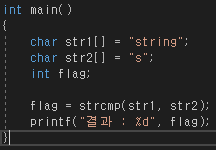 int main()
{
char str1[] = "string";
char str2[] = "s";
int flag;
flag = strcmp(str1, str2);
printf("결과 : %d", flag);
}